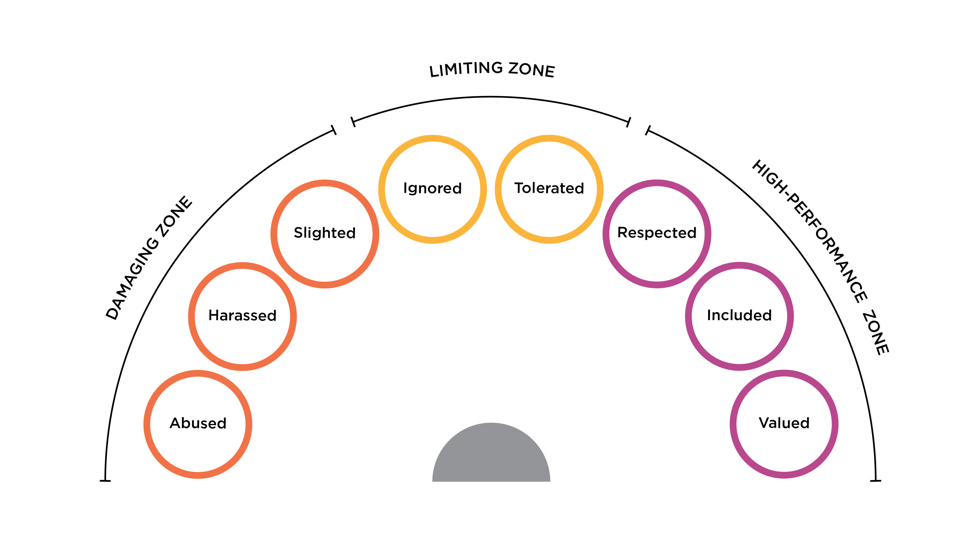 LIMITING ZONE
DAMAGING ZONE
HIGH-PERFORMANCE ZONE
Ignored
Tolerated
Slighted
Respected
Harassed
Included
Abused
Valued